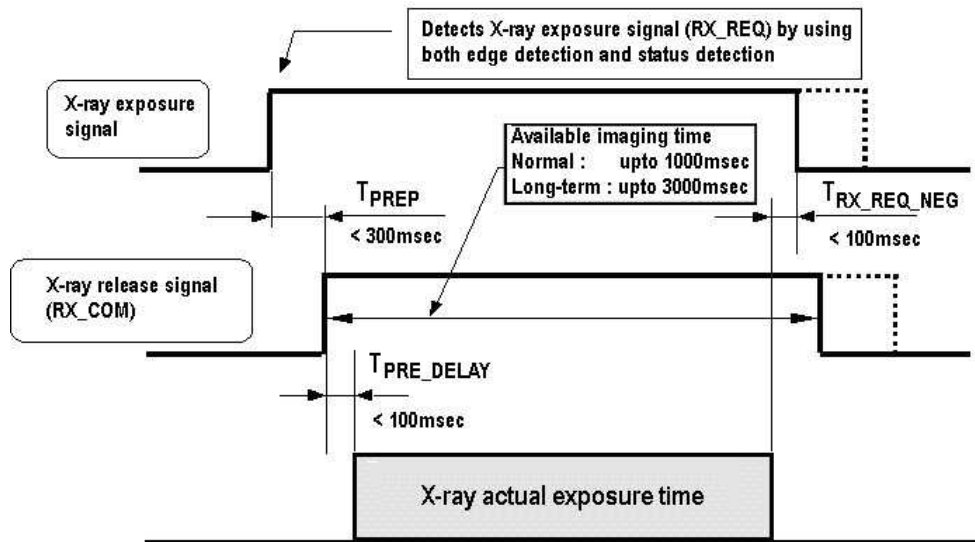 Detects X-ray exposure signal (RX_REQ) by using
both edge detection and status detection
X-ray exposure
signal
Available imaging time
Normal : upto 1000msec
Long-term : upto 3000msec
TPREP
< 300msec
TRX_REQ_NEG
< 100msec
X-ray release signal
(RX_COM)
TPRE_DELAY
< 100msec
X-ray actual exposure time